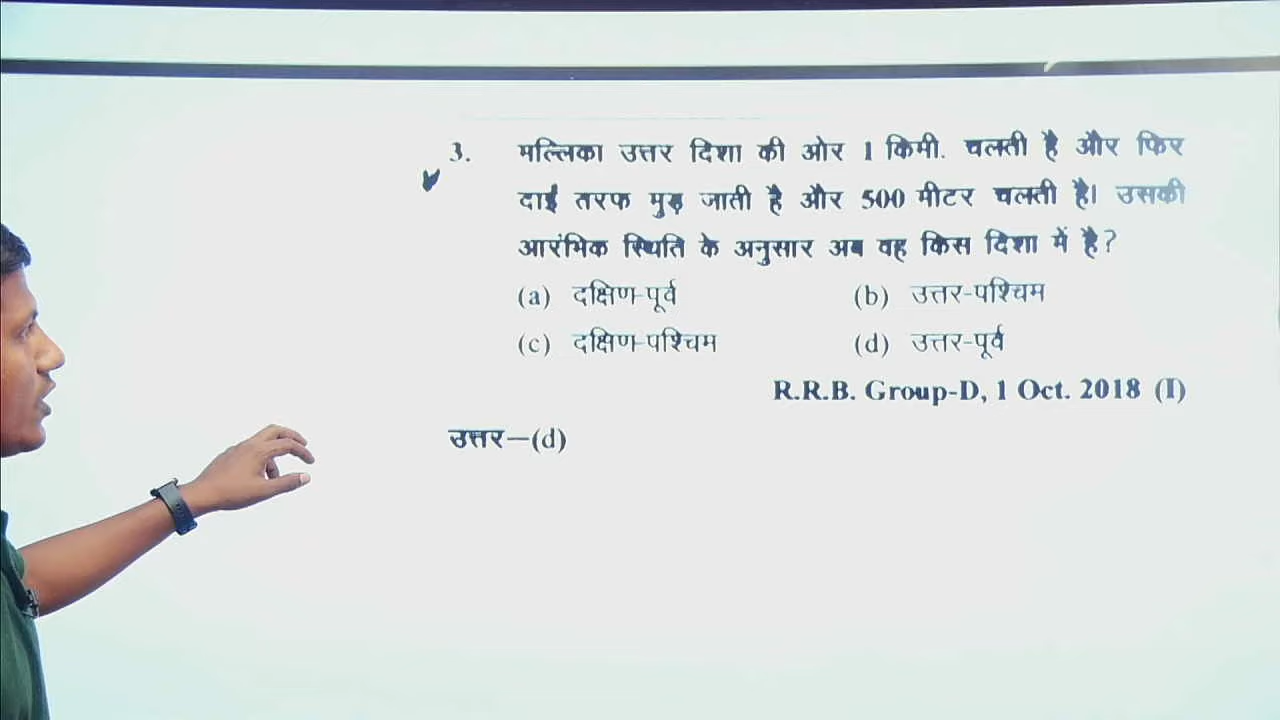 3. मल्लिका उत्तर दिशा की ओर 1 किमी. चलती है और फिर
दाईं तरफ मुड़ जाती है और 500 मीटर चलती है। उसकी
आरंभिक स्थिति के अनुसार अब वह किस दिशा में है?
(a) दक्षिण-पूर्व (b) उत्तर-पश्चिम
(c) दक्षिण-पश्चिम (d) उत्तर-पूर्व
R.R.B. Group-D, 1 Oct. 2018 (I)
उत्तर—(d)